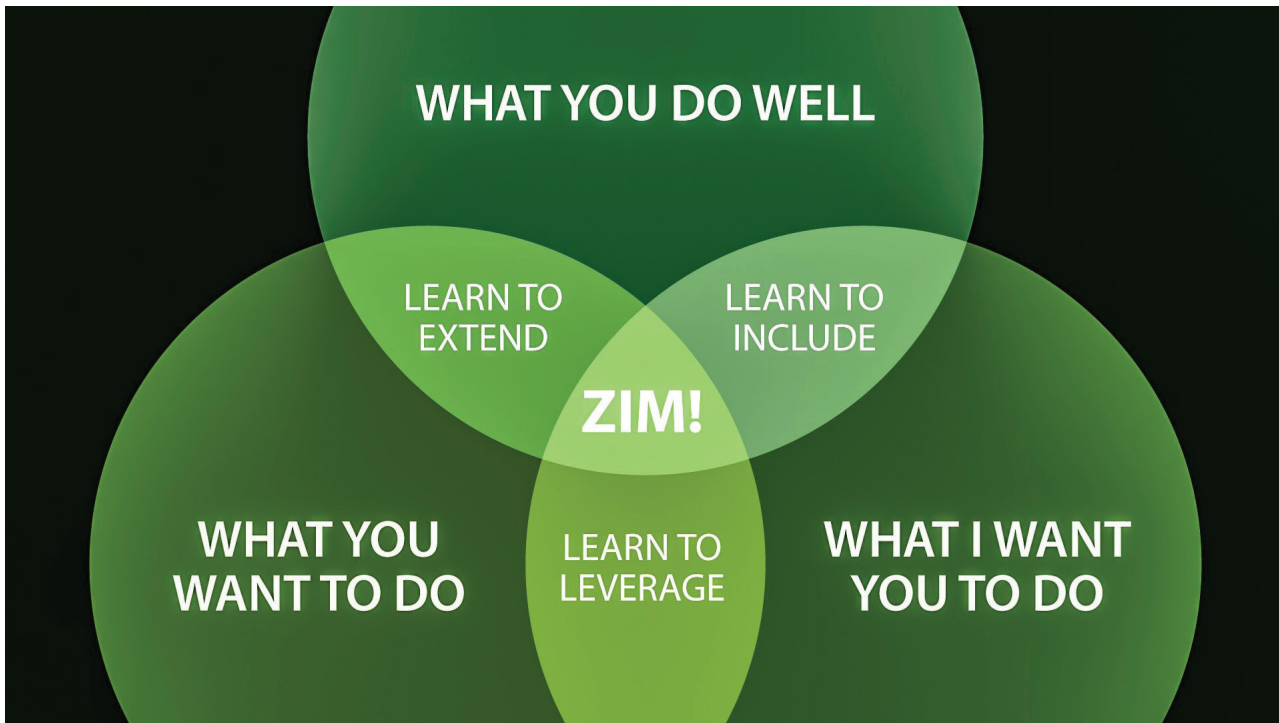 WHAT YOU DO WELL
LEARN TO
EXTEND
LEARN TO
INCLUDE
ZIM!
WHAT YOU
WANT TO DO
LEARN TO
LEVERAGE
WHAT I WANT
YOU TO DO